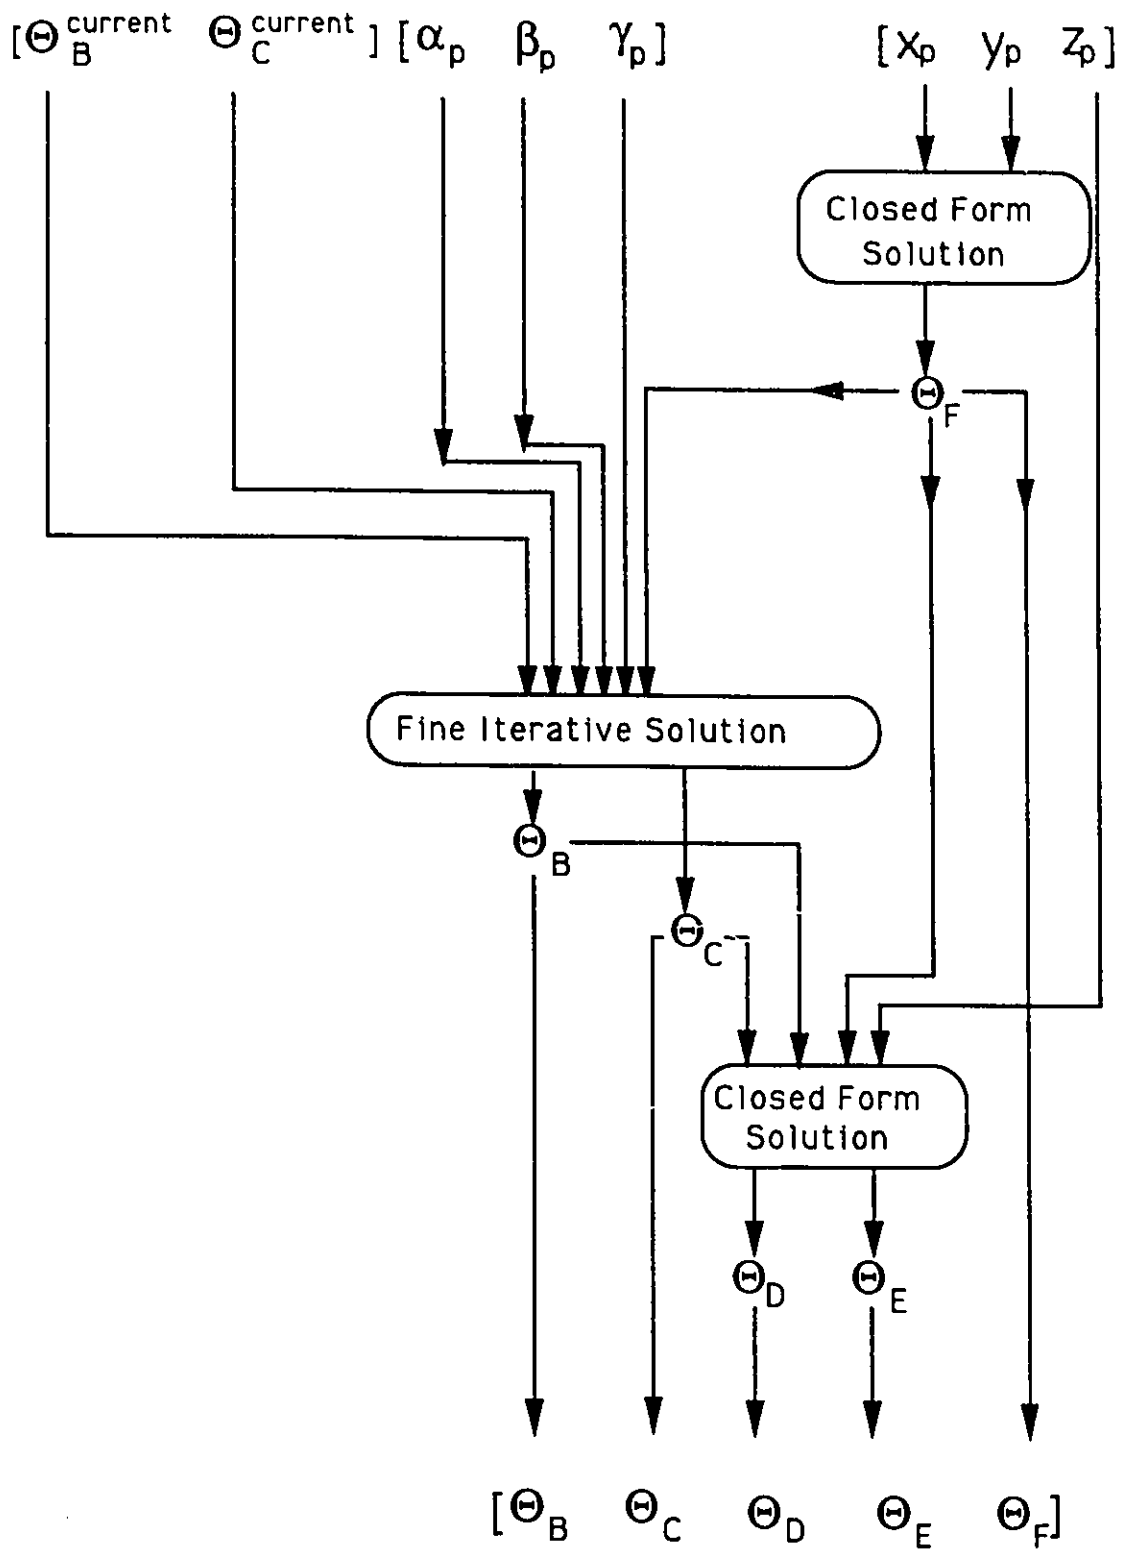 [Θ_B^current Θ_C^current] [α_p β_p γ_p] [x_p y_p z_p]
Closed Form
Solution
Θ_F
Fine Iterative Solution
Θ_B
Θ_C
Closed Form
Solution
Θ_D Θ_E
[Θ_B Θ_C Θ_D Θ_E Θ_F]